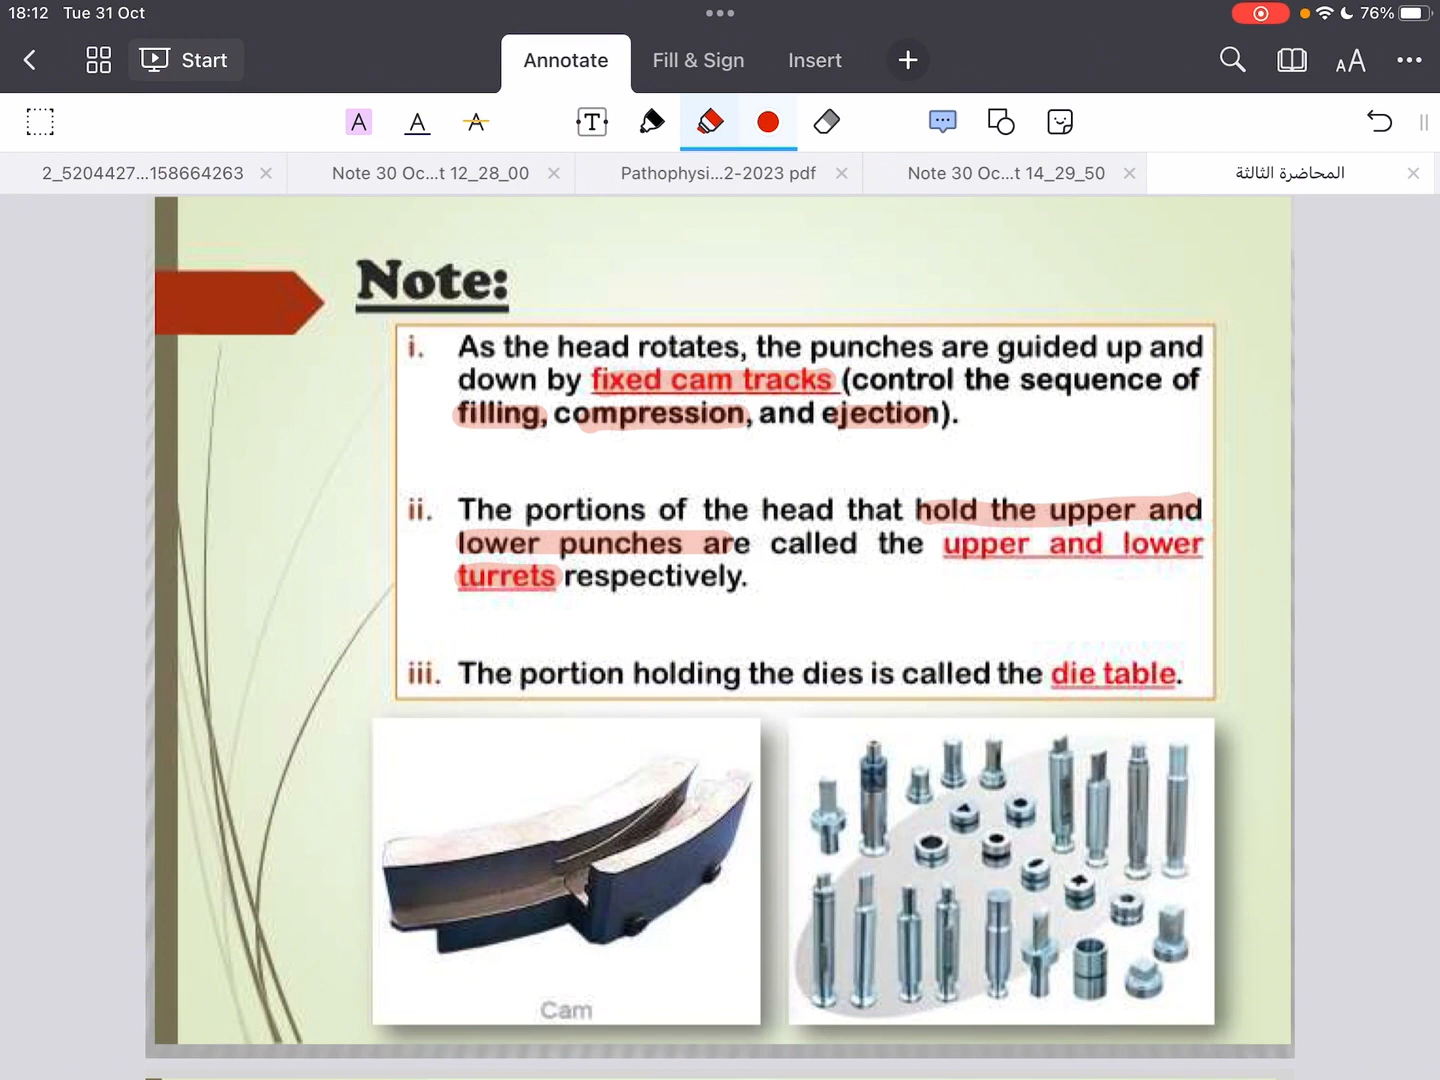 18:12 Tue 31 Oct
76%
Start
Annotate
Fill & Sign
Insert
2_5204427...158664263
Note 30 Oc...t 12_28_00
Pathophysi...2-2023 pdf
Note 30 Oc...t 14_29_50
المحاضرة الثالثة
Note:
i. As the head rotates, the punches are guided up and
down by fixed cam tracks (control the sequence of
filling, compression, and ejection).
ii. The portions of the head that hold the upper and
lower punches are called the upper and lower
turrets respectively.
iii. The portion holding the dies is called the die table.
Cam